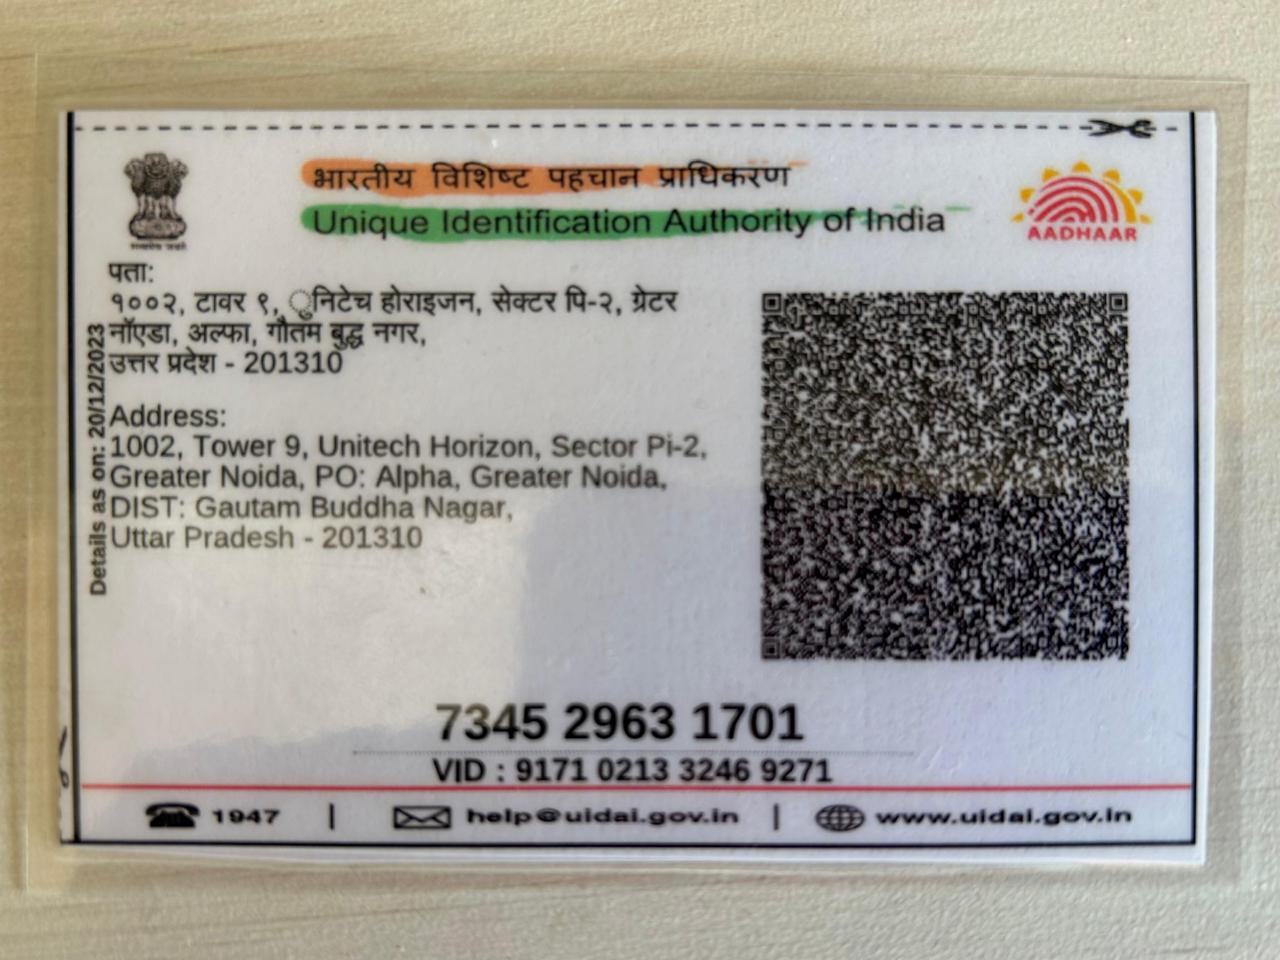 भारतीय विशिष्ट पहचान प्राधिकरण
Unique Identification Authority of India
सत्यमेव जयते
AADHAAR
पता:
१००२, टावर ९, ुनिटेच होराइजन, सेक्टर पि-२, ग्रेटर
नॉएडा, अल्फा, गौतम बुद्ध नगर,
उत्तर प्रदेश - 201310
Details as on: 20/12/2023
Address:
1002, Tower 9, Unitech Horizon, Sector Pi-2,
Greater Noida, PO: Alpha, Greater Noida,
DIST: Gautam Buddha Nagar,
Uttar Pradesh - 201310
7345 2963 1701
VID : 9171 0213 3246 9271
1947 | help@uidai.gov.in | www.uidai.gov.in